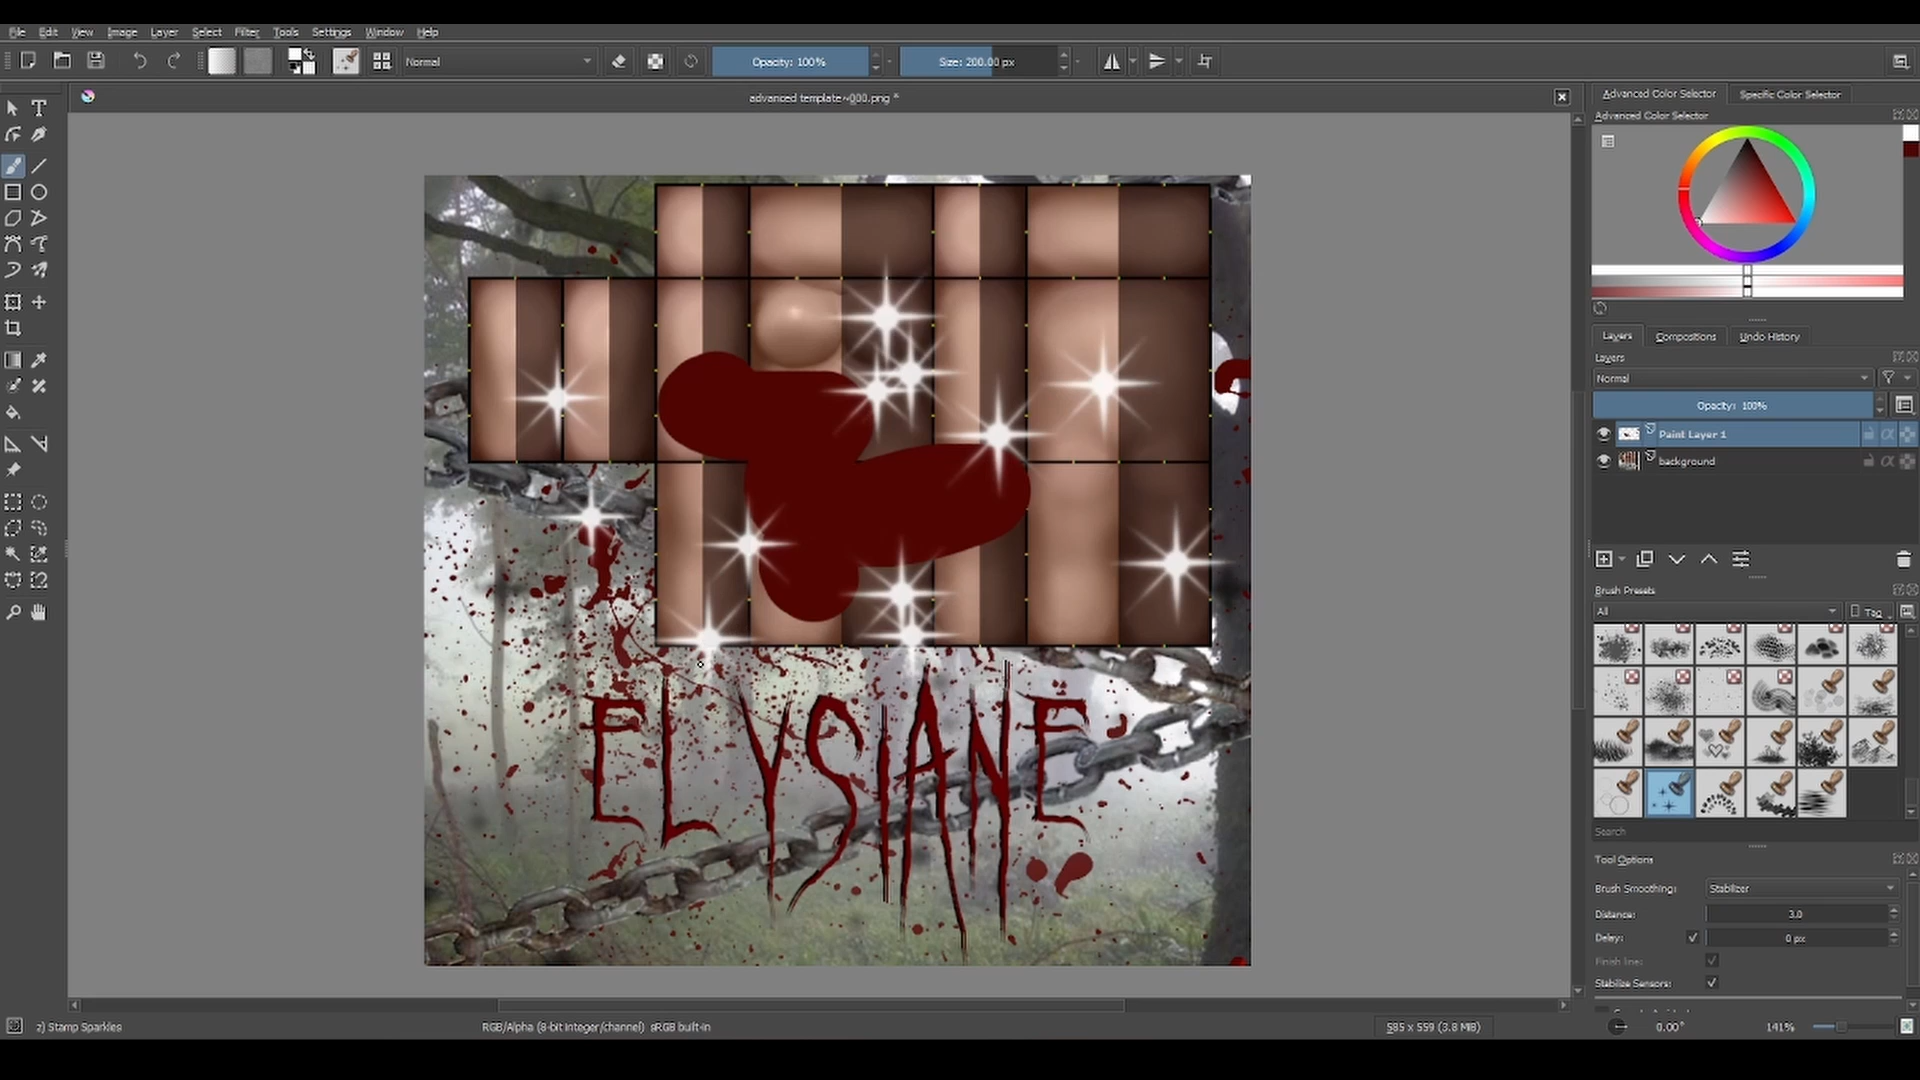 File Edit View Image Layer Select Filter Tools Settings Window Help
Normal
Opacity: 100%
Size: 200.00 px
advanced template~000.png *
Advanced Color Selector
Specific Color Selector
Advanced Color Selector
Layers
Compositions
Undo History
Layers
Normal
Opacity: 100%
Paint Layer 1
background
Brush Presets
All
Tag
Search
Tool Options
Brush Smoothing: Stabilizer
Distance: 3.0
Delay: 0 px
Finish line:
Stabilize Sensors:
ELYSIANE
z) Stamp Sparkles
RGB/Alpha (8-bit integer/channel) sRGB built-in
585 x 559 (3.8 MiB)
0.00°
141%